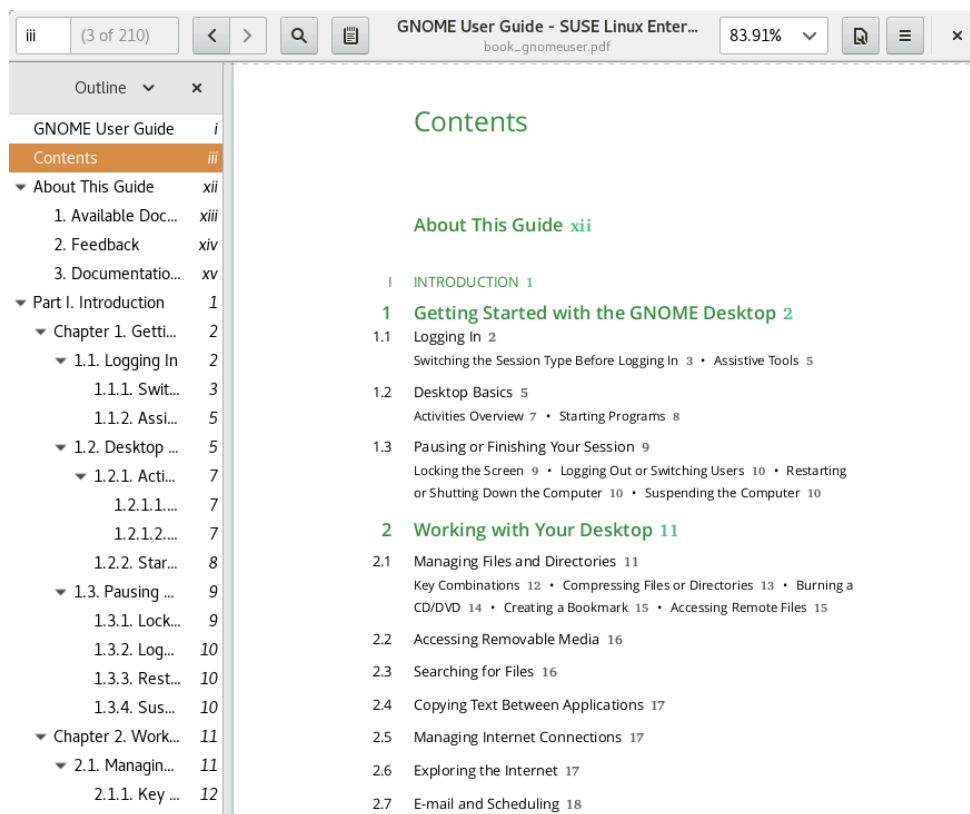 iii (3 of 210) GNOME User Guide - SUSE Linux Enter... 83.91%
book_gnomeuser.pdf
Outline
GNOME User Guide i
Contents iii
About This Guide xii
1. Available Doc... xiii
2. Feedback xiv
3. Documentatio... xv
Part I. Introduction 1
Chapter 1. Getti... 2
1.1. Logging In 2
1.1.1. Swit... 3
1.1.2. Assi... 5
1.2. Desktop ... 5
1.2.1. Acti... 7
1.2.1.1.... 7
1.2.1.2.... 7
1.2.2. Star... 8
1.3. Pausing ... 9
1.3.1. Lock... 9
1.3.2. Log... 10
1.3.3. Rest... 10
1.3.4. Sus... 10
Chapter 2. Work... 11
2.1. Managin... 11
2.1.1. Key ... 12
Contents
About This Guide xii
I INTRODUCTION 1
1 Getting Started with the GNOME Desktop 2
1.1 Logging In 2
Switching the Session Type Before Logging In 3 • Assistive Tools 5
1.2 Desktop Basics 5
Activities Overview 7 • Starting Programs 8
1.3 Pausing or Finishing Your Session 9
Locking the Screen 9 • Logging Out or Switching Users 10 • Restarting
or Shutting Down the Computer 10 • Suspending the Computer 10
2 Working with Your Desktop 11
2.1 Managing Files and Directories 11
Key Combinations 12 • Compressing Files or Directories 13 • Burning a
CD/DVD 14 • Creating a Bookmark 15 • Accessing Remote Files 15
2.2 Accessing Removable Media 16
2.3 Searching for Files 16
2.4 Copying Text Between Applications 17
2.5 Managing Internet Connections 17
2.6 Exploring the Internet 17
2.7 E-mail and Scheduling 18